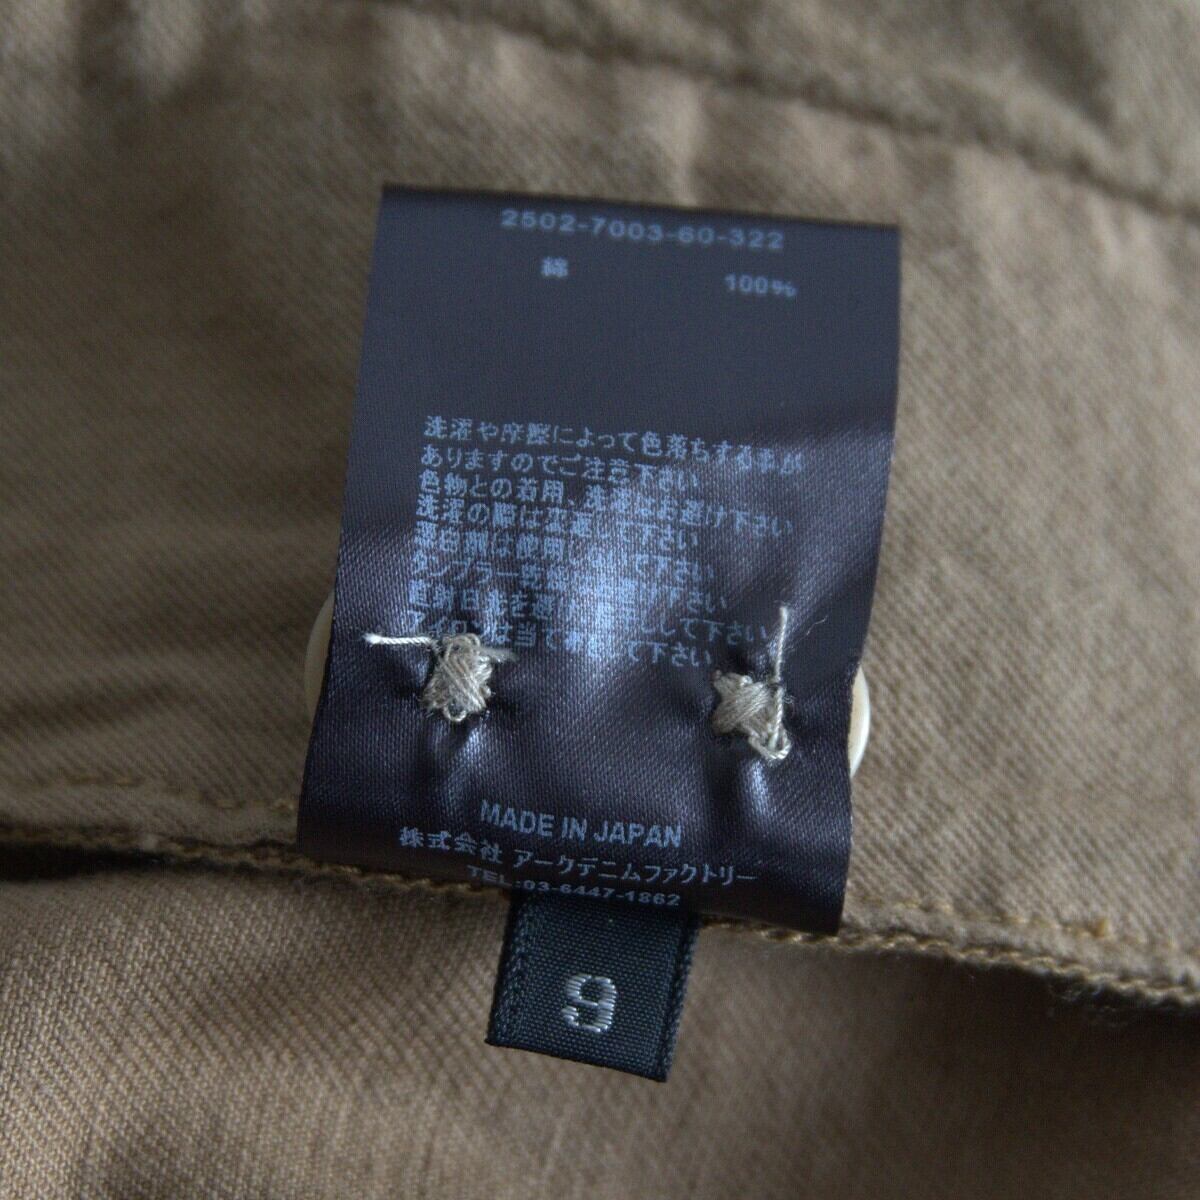 2502-7003-60-322
綿 100%
洗濯や摩擦によって色落ちする事が
ありますのでご注意下さい
色物との着用、洗濯はお避け下さい
洗濯の際は裏返して下さい
漂白剤は使用しないで下さい
タンブラー乾燥はお避け下さい
直射日光を避け 干して下さい
アイロンは当て布をして下さい
MADE IN JAPAN
株式会社 アークデニムファクトリー
TEL:03-6447-1862
9